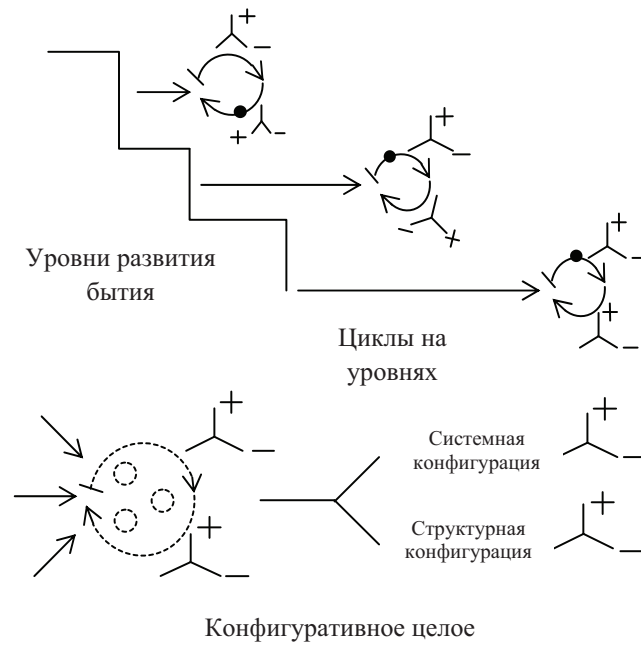 Уровни развития
бытия
Циклы на
уровнях
Системная
конфигурация
Структурная
конфигурация
Конфигуративное целое